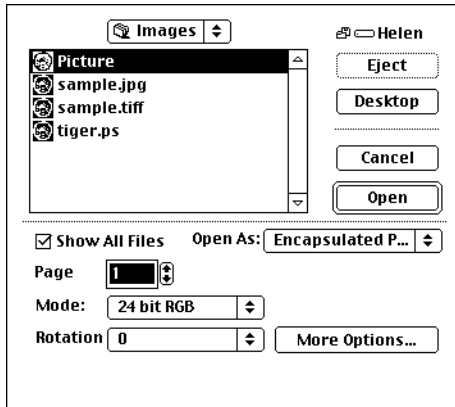 Images
Helen
Picture
sample.jpg
sample.tiff
tiger.ps
Eject
Desktop
Cancel
Open
Show All Files Open As: Encapsulated P...
Page 1
Mode: 24 bit RGB
Rotation 0 More Options...